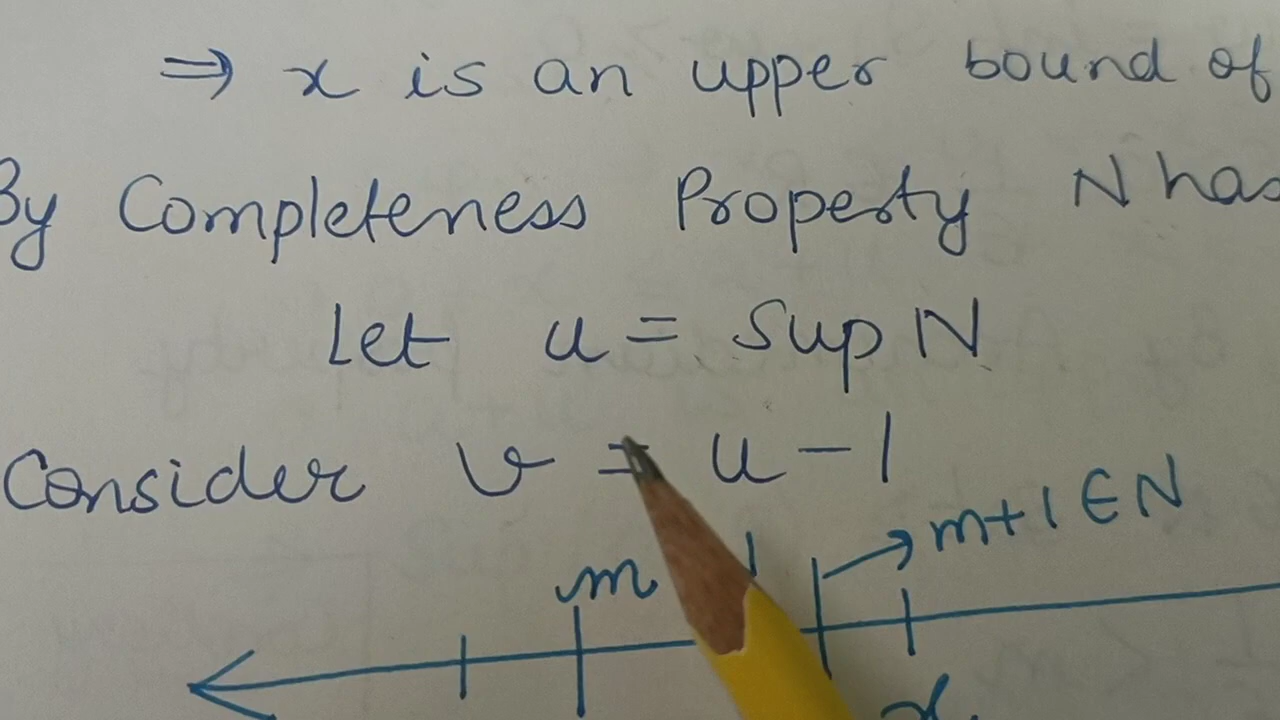 ⇒ x is an upper bound of
By Completeness Property N has
Let u = Sup N
Consider v = u - 1
m+1 ∈ N
m
x